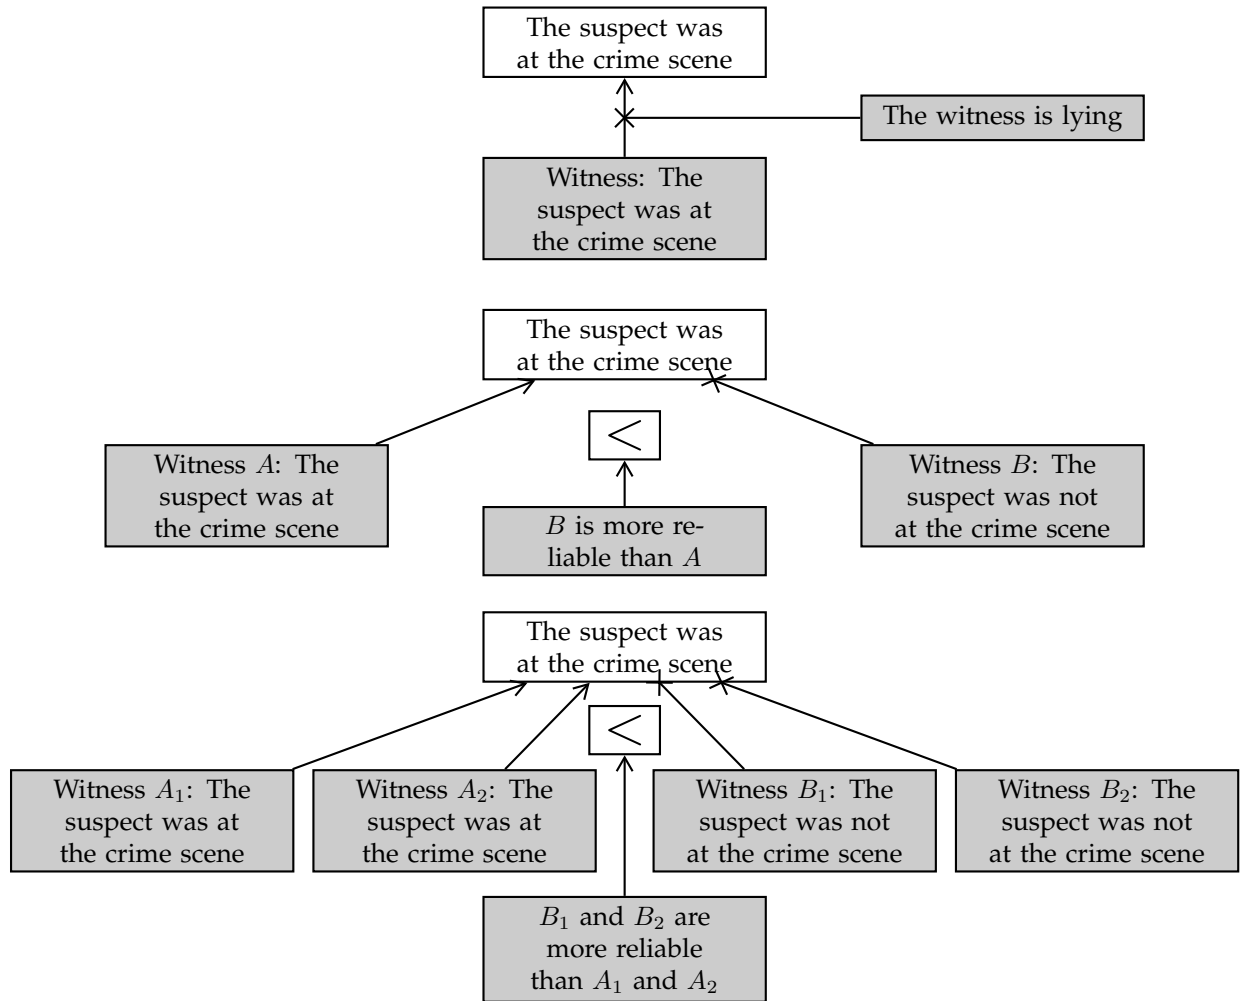 The suspect was
at the crime scene
The witness is lying
Witness: The
suspect was at
the crime scene
The suspect was
at the crime scene
<
Witness A: The
suspect was at
the crime scene
Witness B: The
suspect was not
at the crime scene
B is more re-
liable than A
The suspect was
at the crime scene
<
Witness A₁: The
suspect was at
the crime scene
Witness A₂: The
suspect was at
the crime scene
Witness B₁: The
suspect was not
at the crime scene
Witness B₂: The
suspect was not
at the crime scene
B₁ and B₂ are
more reliable
than A₁ and A₂